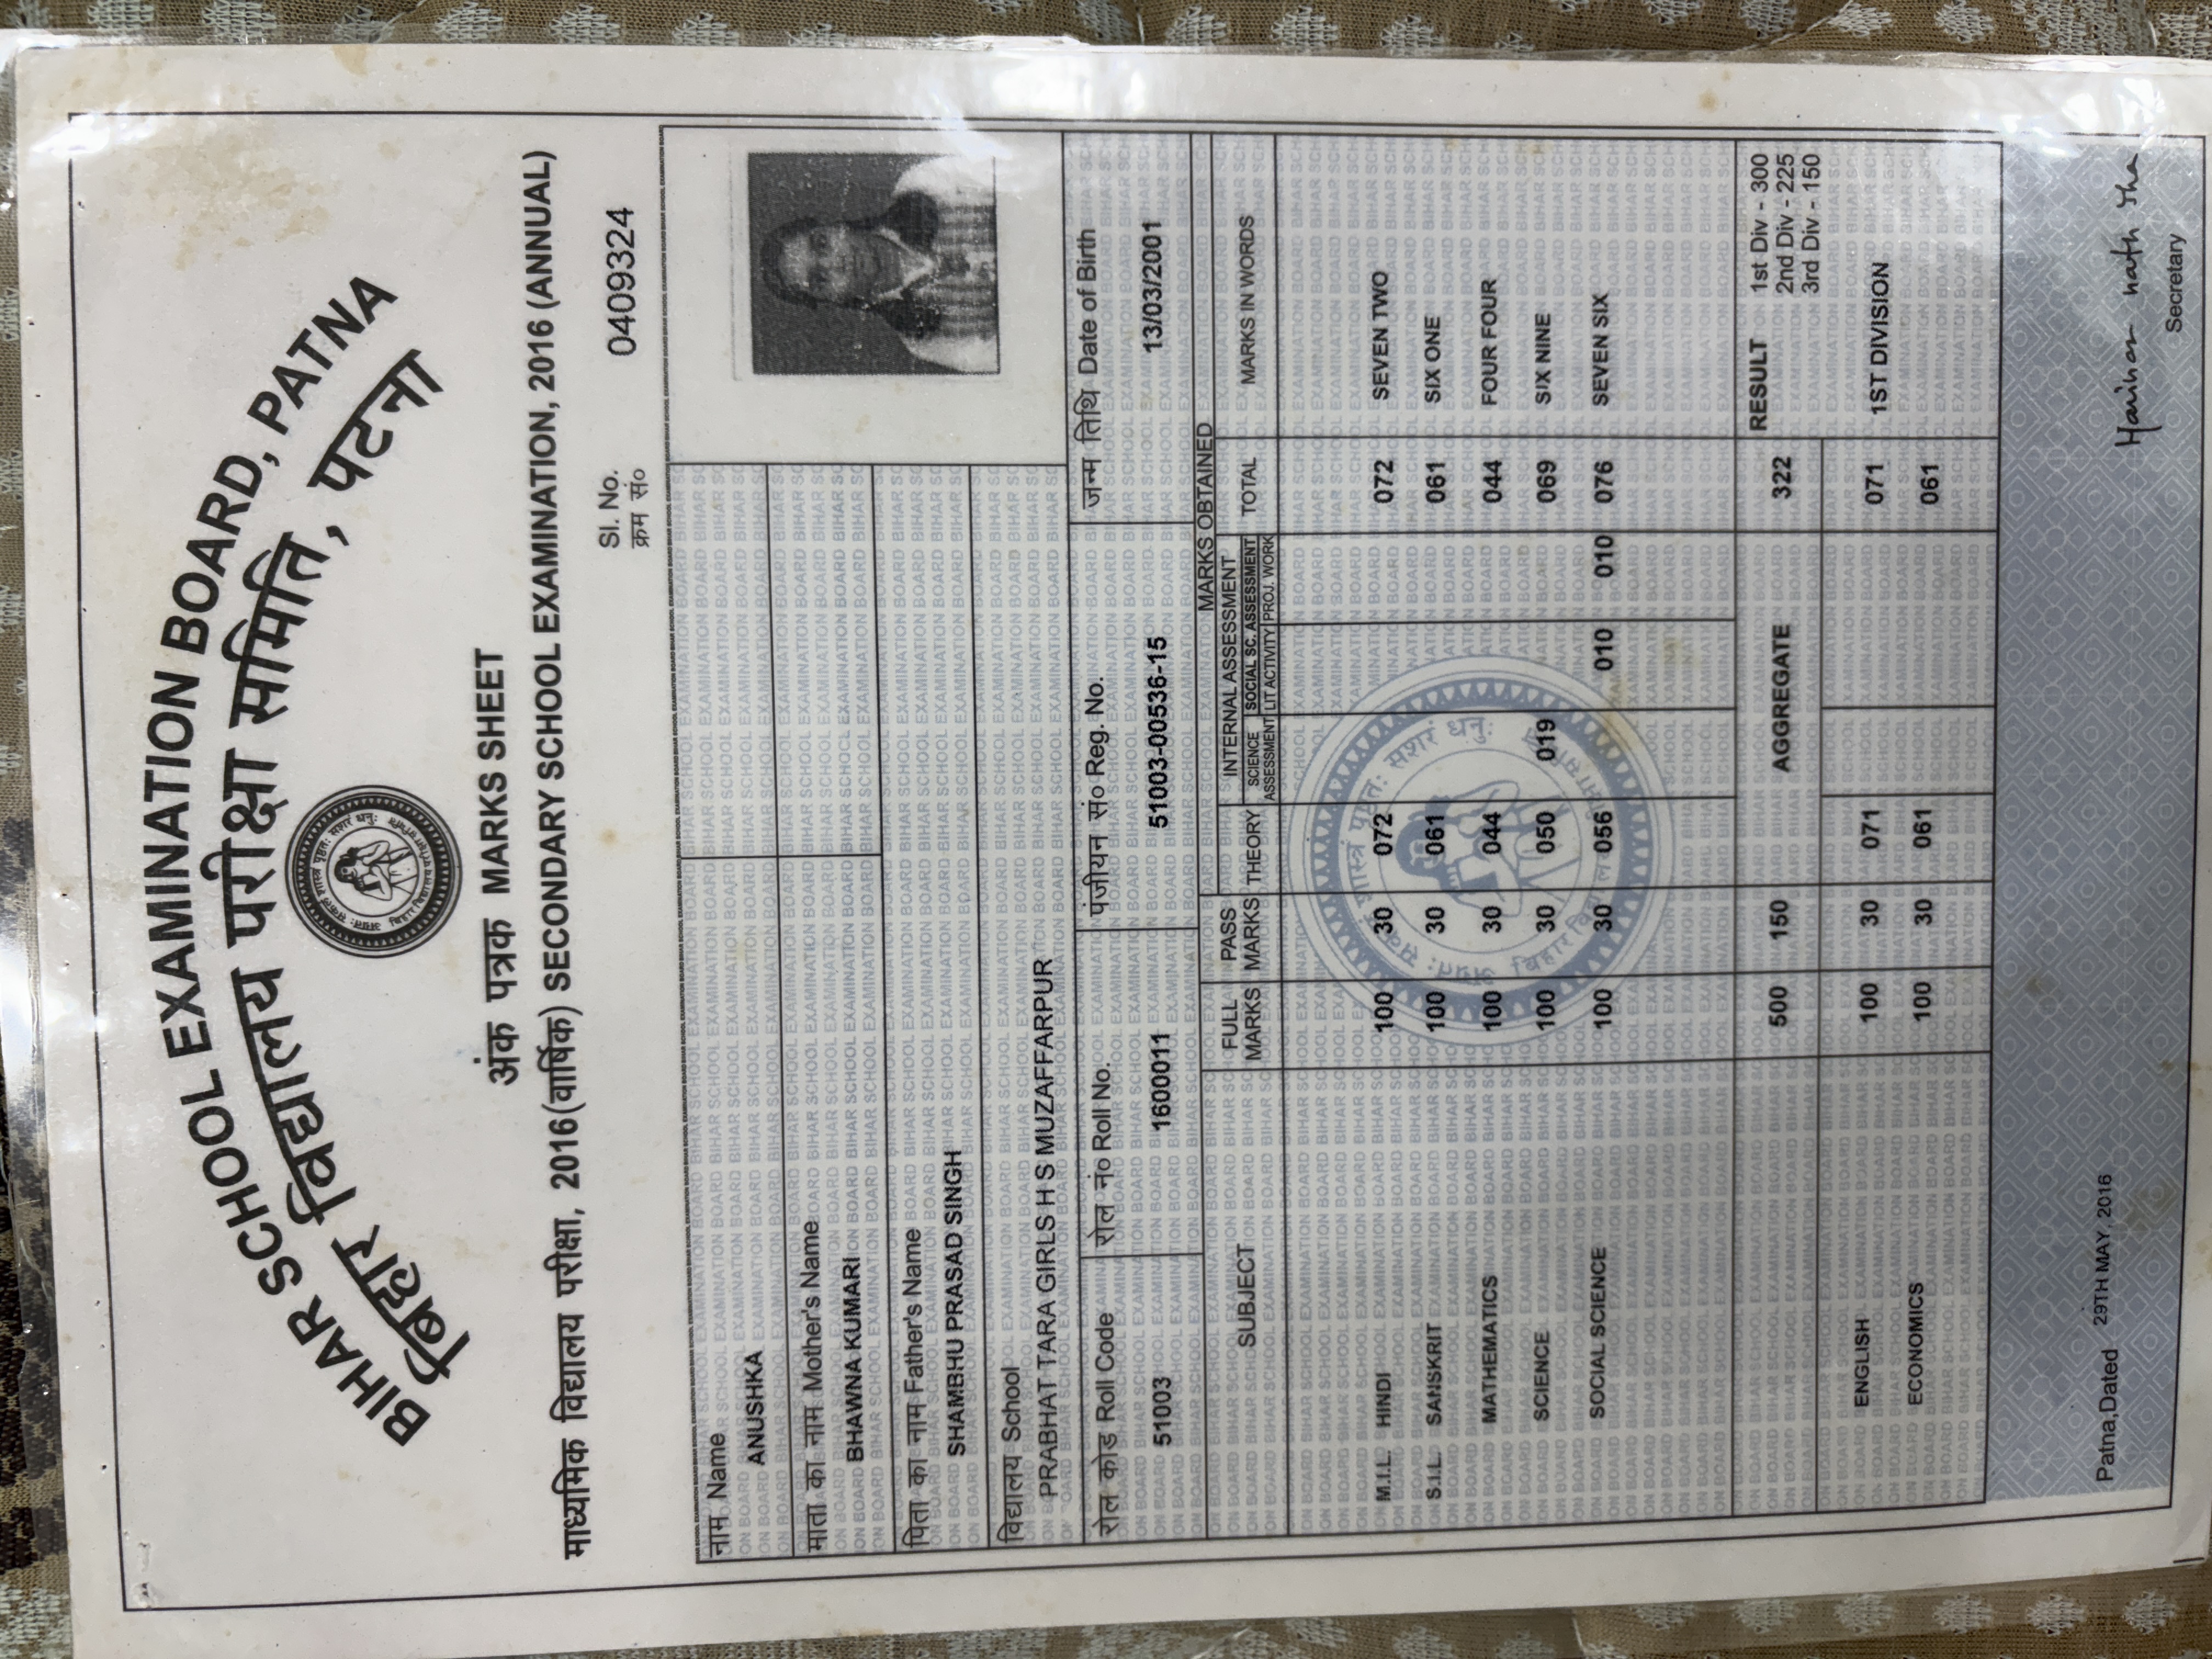 BIHAR SCHOOL EXAMINATION BOARD, PATNA
बिहार विद्यालय परीक्षा समिति, पटना
अंक पत्रक MARKS SHEET
माध्यमिक विद्यालय परीक्षा, 2016(वार्षिक) SECONDARY SCHOOL EXAMINATION, 2016 (ANNUAL)
Sl. No. 0409324
क्रम सं०
नाम Name
ANUSHKA
माता का नाम Mother's Name
BHAWNA KUMARI
पिता का नाम Father's Name
SHAMBHU PRASAD SINGH
विद्यालय School
PRABHAT TARA GIRLS H S MUZAFFARPUR
रोल कोड Roll Code रोल नं० Roll No. पंजीयन सं० Reg. No. जन्म तिथि Date of Birth
51003 1600011 51003-00536-15 13/03/2001
MARKS OBTAINED
SUBJECT FULL MARKS PASS MARKS THEORY INTERNAL ASSESSMENT TOTAL MARKS IN WORDS
SCIENCE ASSESSMENT SOCIAL SC. ASSESSMENT
LIT ACTIVITY PROJ. WORK
M.I.L. HINDI 100 30 072 072 SEVEN TWO
S.I.L. SANSKRIT 100 30 061 061 SIX ONE
MATHEMATICS 100 30 044 044 FOUR FOUR
SCIENCE 100 30 050 019 069 SIX NINE
SOCIAL SCIENCE 100 30 056 010 010 076 SEVEN SIX
500 150 AGGREGATE 322 RESULT 1st Div - 300
2nd Div - 225
3rd Div - 150
ENGLISH 100 30 071 071 1ST DIVISION
ECONOMICS 100 30 061 061
Patna,Dated 29TH MAY, 2016
Harihar nath Jha
Secretary